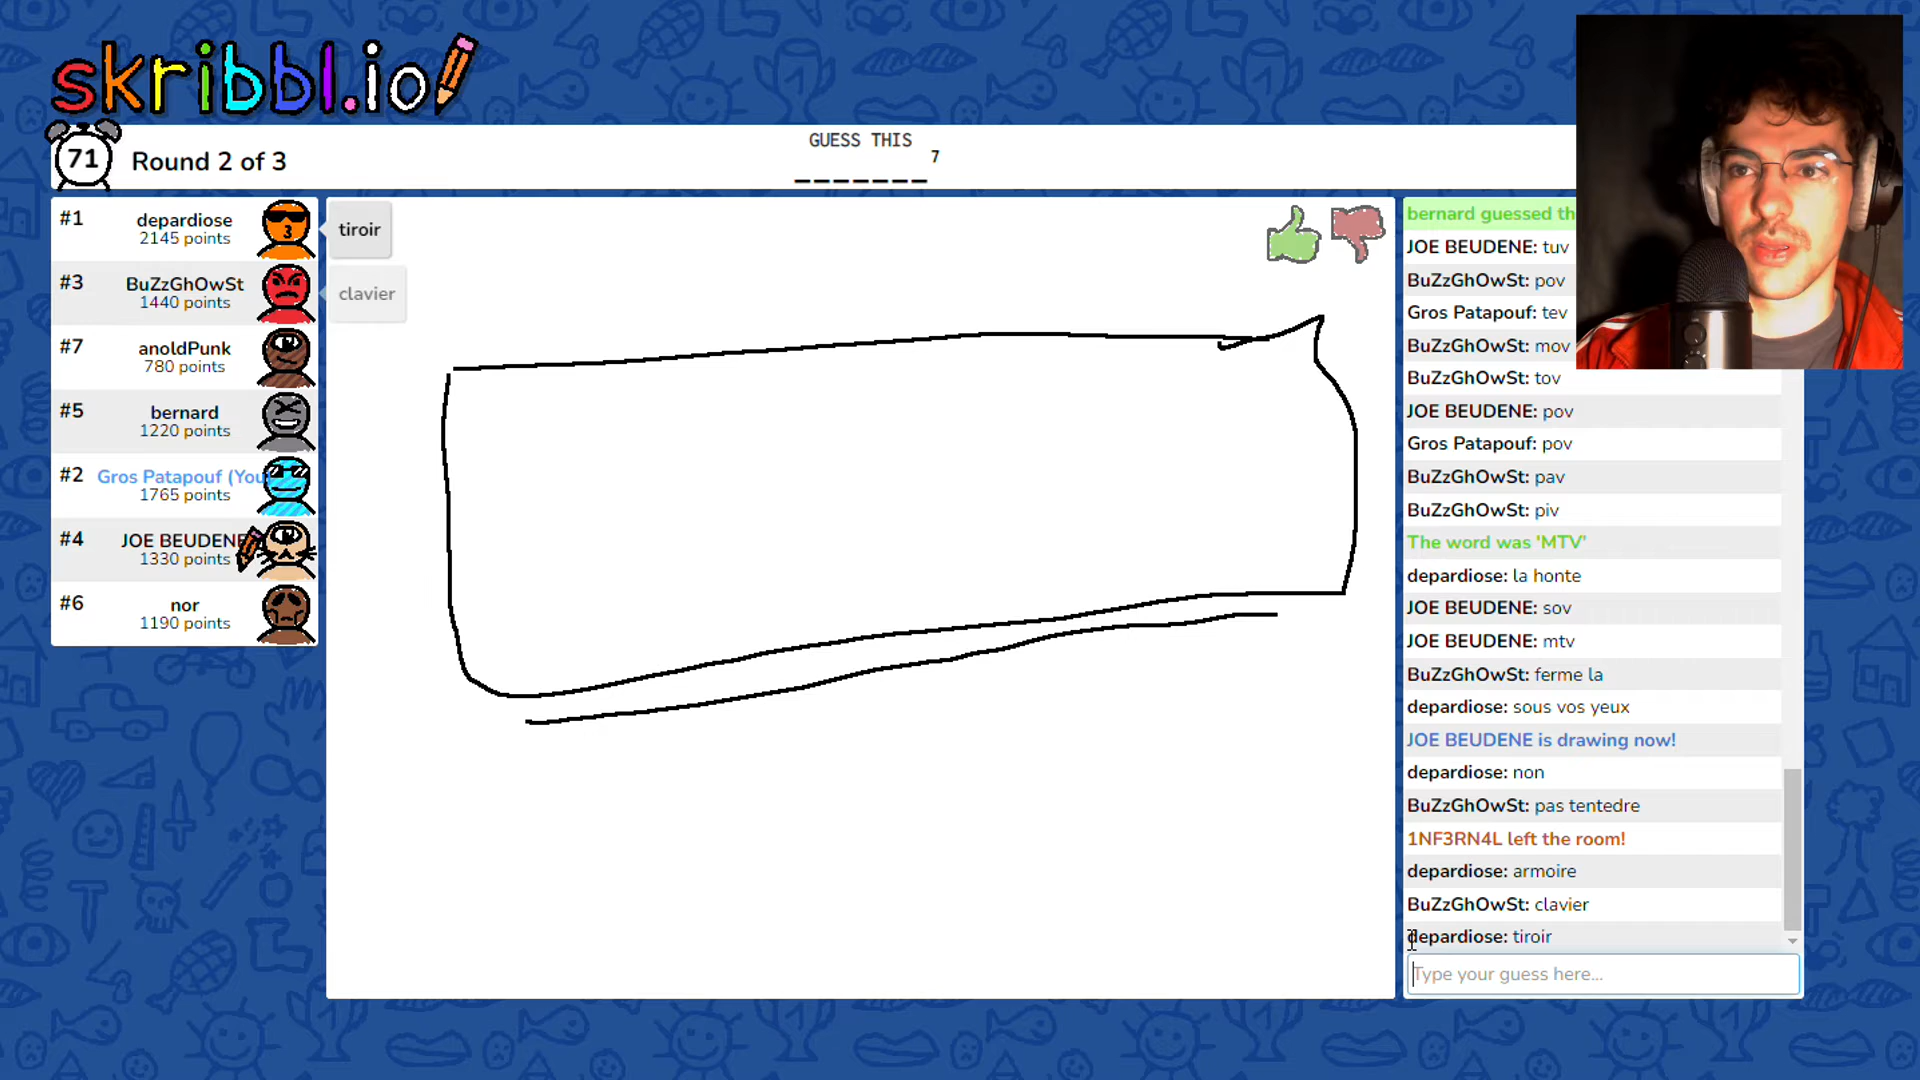 skribbl.io
71
Round 2 of 3
GUESS THIS
_______ 7
#1 depardiose
2145 points
#3 BuZzGhOwSt
1440 points
#7 anoldPunk
780 points
#5 bernard
1220 points
#2 Gros Patapouf (You
1765 points
#4 JOE BEUDENE
1330 points
#6 nor
1190 points
tiroir
clavier
bernard guessed th
JOE BEUDENE: tuv
BuZzGhOwSt: pov
Gros Patapouf: tev
BuZzGhOwSt: mov
BuZzGhOwSt: tov
JOE BEUDENE: pov
Gros Patapouf: pov
BuZzGhOwSt: pav
BuZzGhOwSt: piv
The word was 'MTV'
depardiose: la honte
JOE BEUDENE: sov
JOE BEUDENE: mtv
BuZzGhOwSt: ferme la
depardiose: sous vos yeux
JOE BEUDENE is drawing now!
depardiose: non
BuZzGhOwSt: pas tentedre
1NF3RN4L left the room!
depardiose: armoire
BuZzGhOwSt: clavier
depardiose: tiroir
Type your guess here...